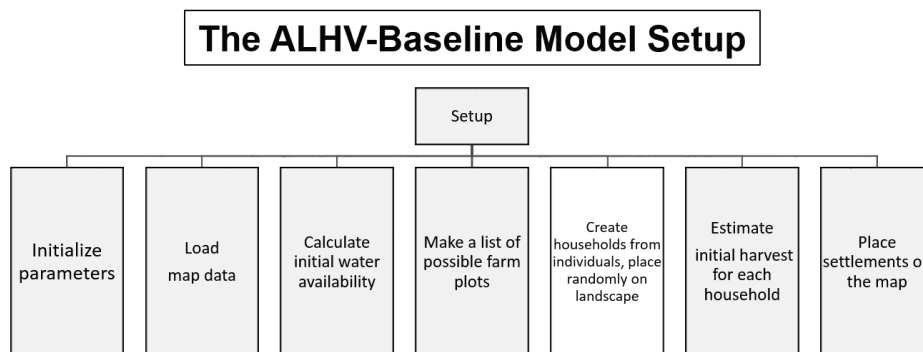 The ALHV-Baseline Model Setup
Setup
Initialize
parameters
Load
map data
Calculate
initial water
availability
Make a list of
possible farm
plots
Create
households from
individuals, place
randomly on
landscape
Estimate
initial harvest
for each
household
Place
settlements o
the map